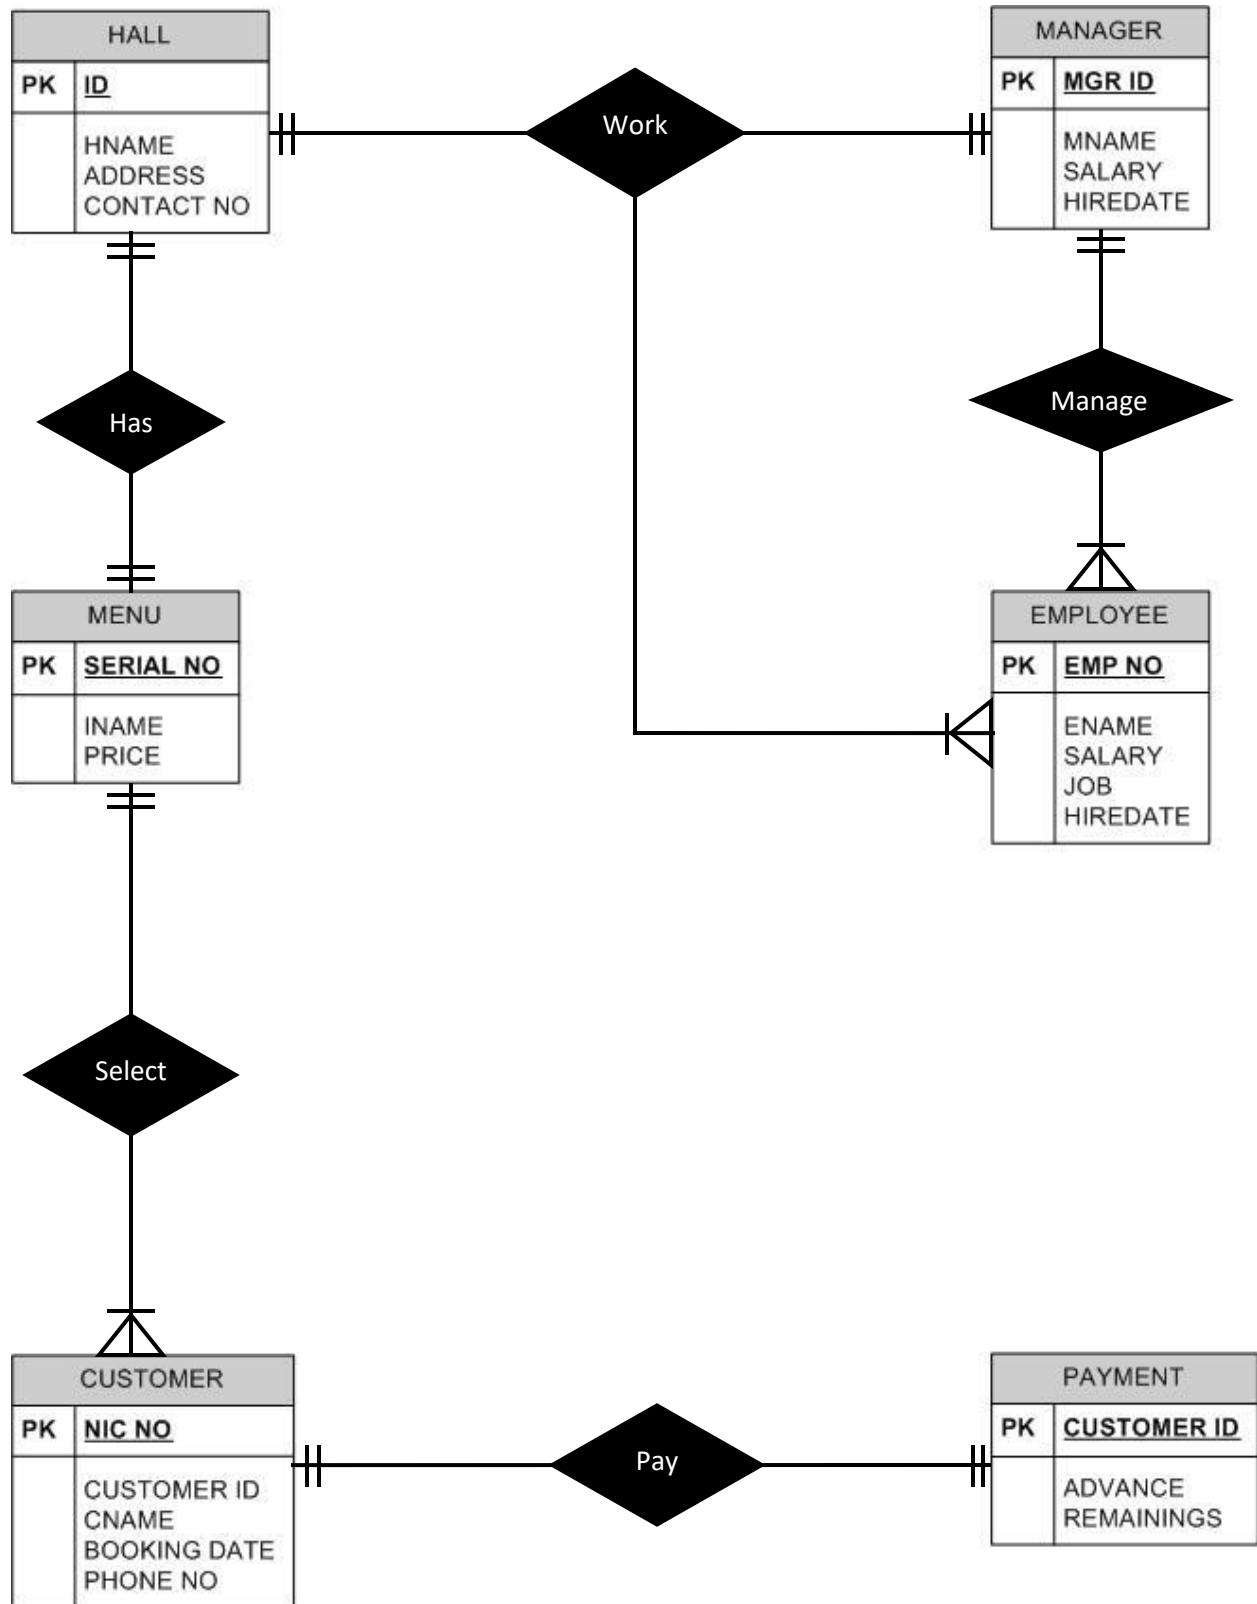 HALL
PK ID
HNAME
ADDRESS
CONTACT NO
Work
MANAGER
PK MGR ID
MNAME
SALARY
HIREDATE
Has
Manage
MENU
PK SERIAL NO
INAME
PRICE
EMPLOYEE
PK EMP NO
ENAME
SALARY
JOB
HIREDATE
Select
CUSTOMER
PK NIC NO
CUSTOMER ID
CNAME
BOOKING DATE
PHONE NO
Pay
PAYMENT
PK CUSTOMER ID
ADVANCE
REMAININGS